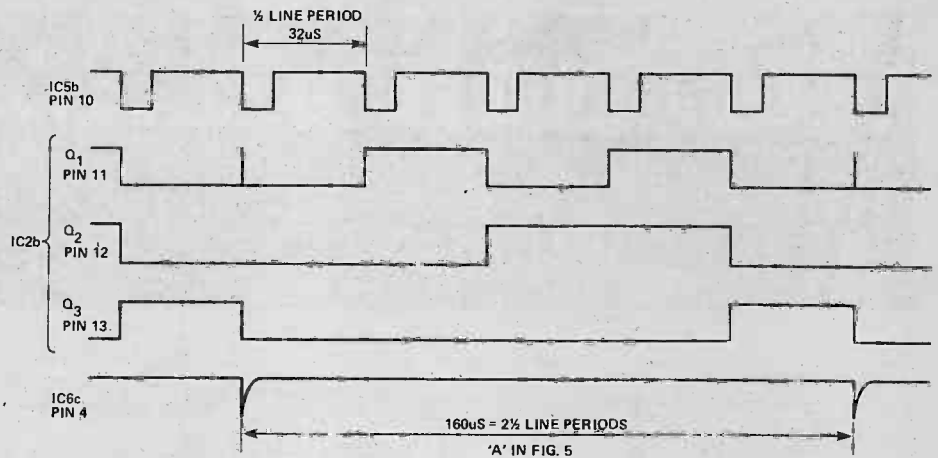 ½ LINE PERIOD
32uS
IC5b
PIN 10
Q1
PIN 11
IC2b
Q2
PIN 12
Q3
PIN 13.
IC6c
PIN 4
160uS = 2½ LINE PERIODS
'A' IN FIG. 5